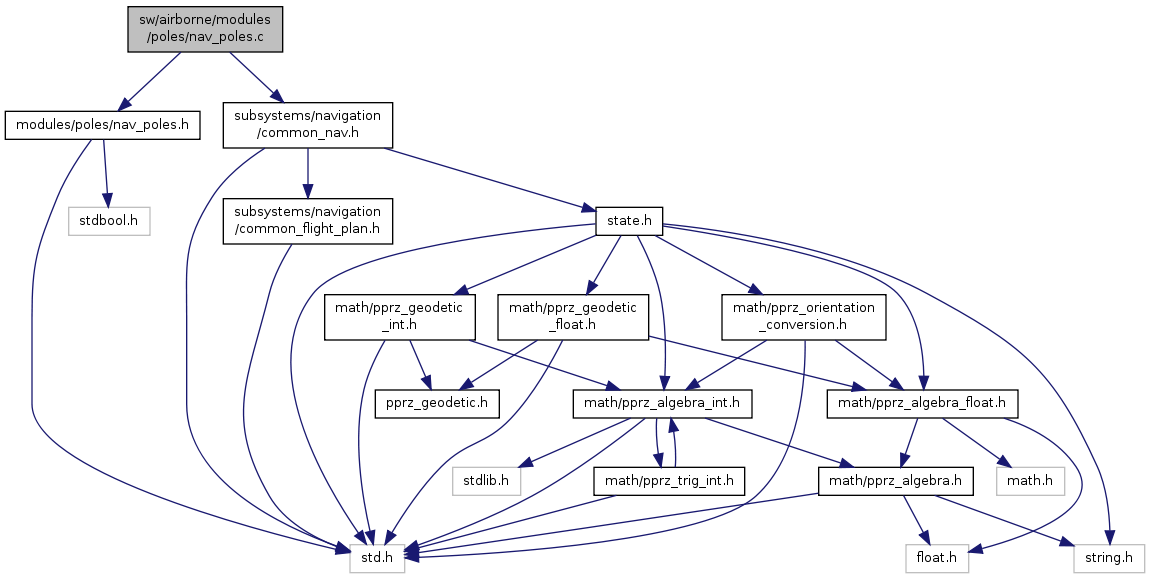 sw/airborne/modules
/poles/nav_poles.c
modules/poles/nav_poles.h
subsystems/navigation
/common_nav.h
stdbool.h
subsystems/navigation
/common_flight_plan.h
state.h
math/pprz_geodetic
_int.h
math/pprz_geodetic
_float.h
math/pprz_orientation
_conversion.h
pprz_geodetic.h
math/pprz_algebra_int.h
math/pprz_algebra_float.h
stdlib.h
math/pprz_trig_int.h
math/pprz_algebra.h
math.h
std.h
float.h
string.h